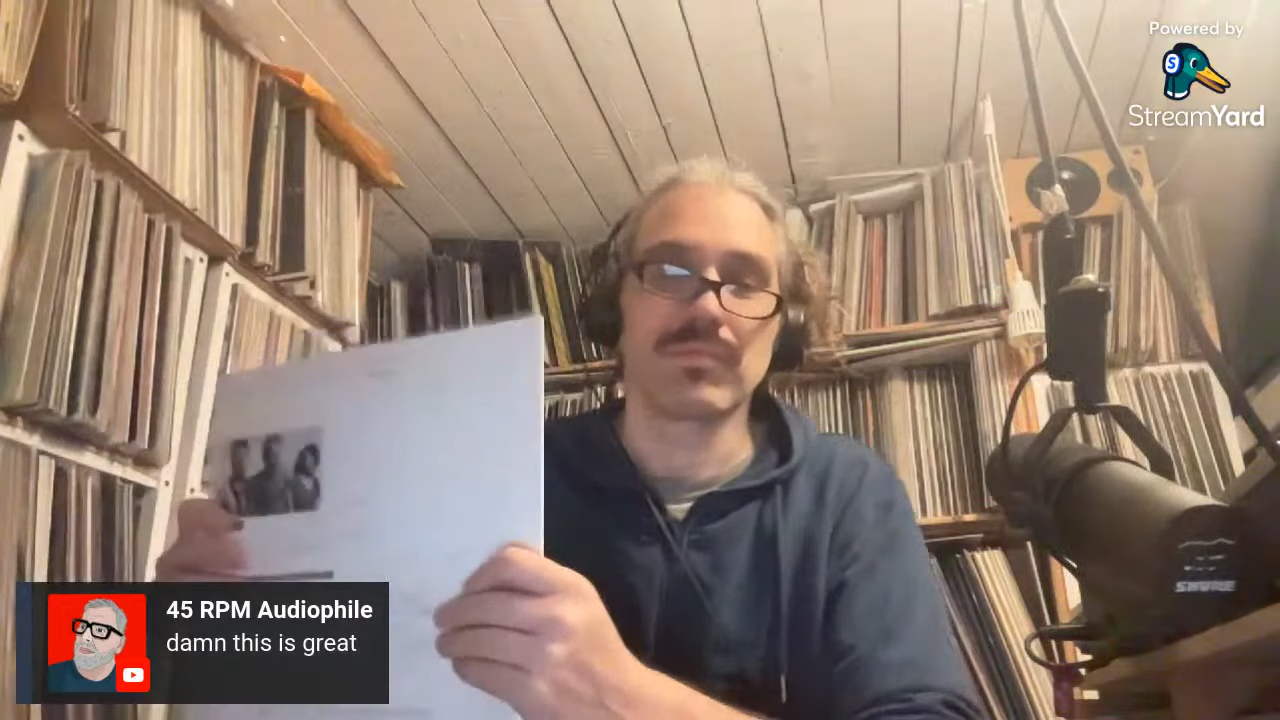 Powered by
StreamYard
45 RPM Audiophile
damn this is great
SHURE